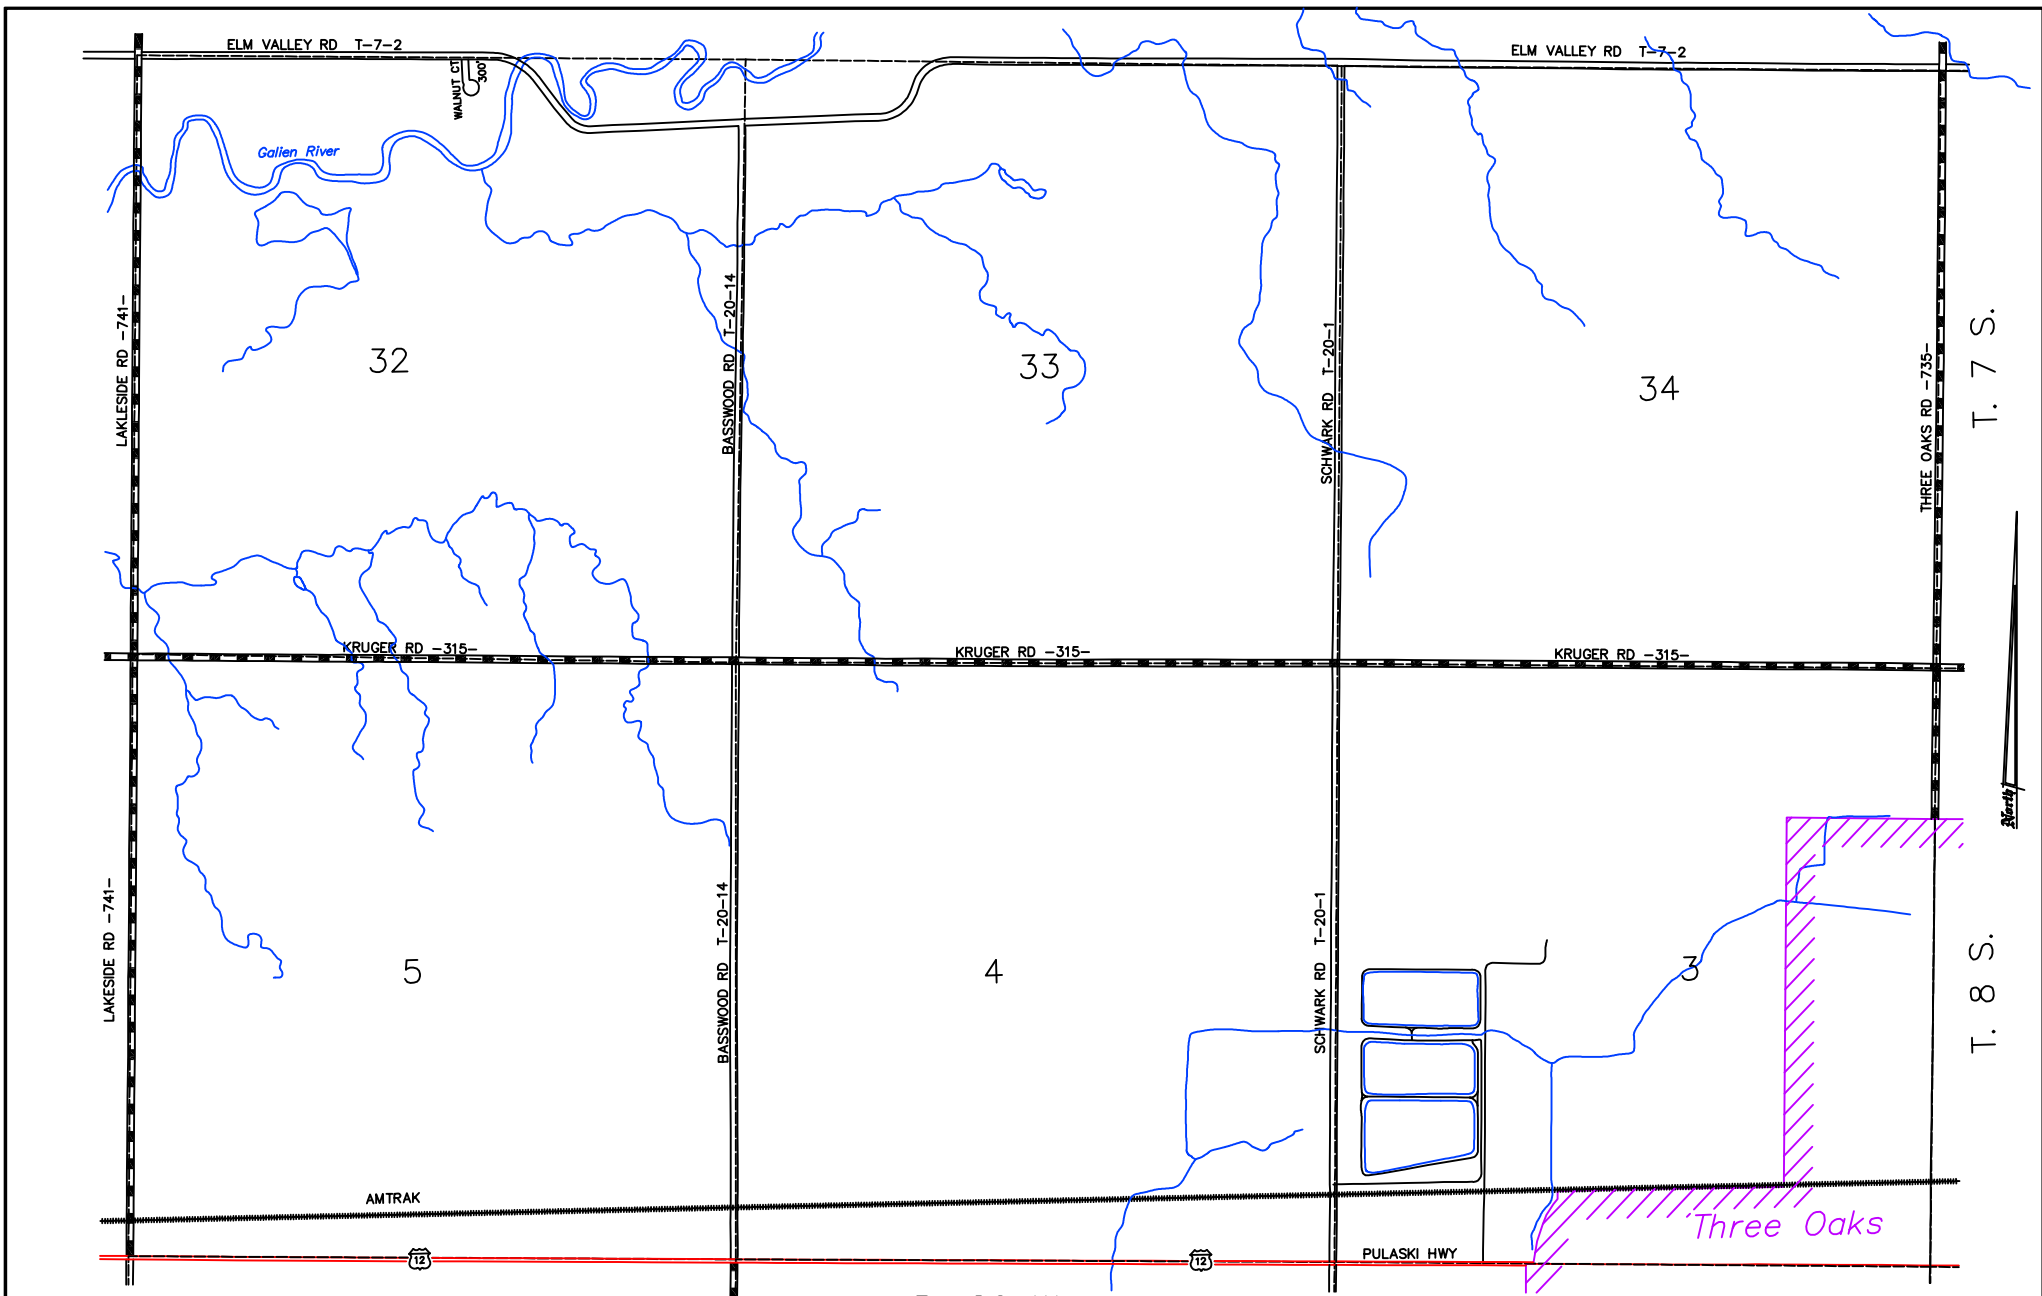 ELM VALLEY RD T-7-2
ELM VALLEY RD T-7-2
WALNUT CT
300'
Galien River
LAKLESIDE RD -741-
BASSWOOD RD T-20-14
SCHWARK RD T-20-1
THREE OAKS RD -735-
T. 7 S.
32
33
34
KRUGER RD -315-
KRUGER RD -315-
KRUGER RD -315-
North
LAKESIDE RD -741-
BASSWOOD RD T-20-14
SCHWARK RD T-20-1
T. 8 S.
5
4
3
AMTRAK
Three Oaks
12
12
PULASKI HWY